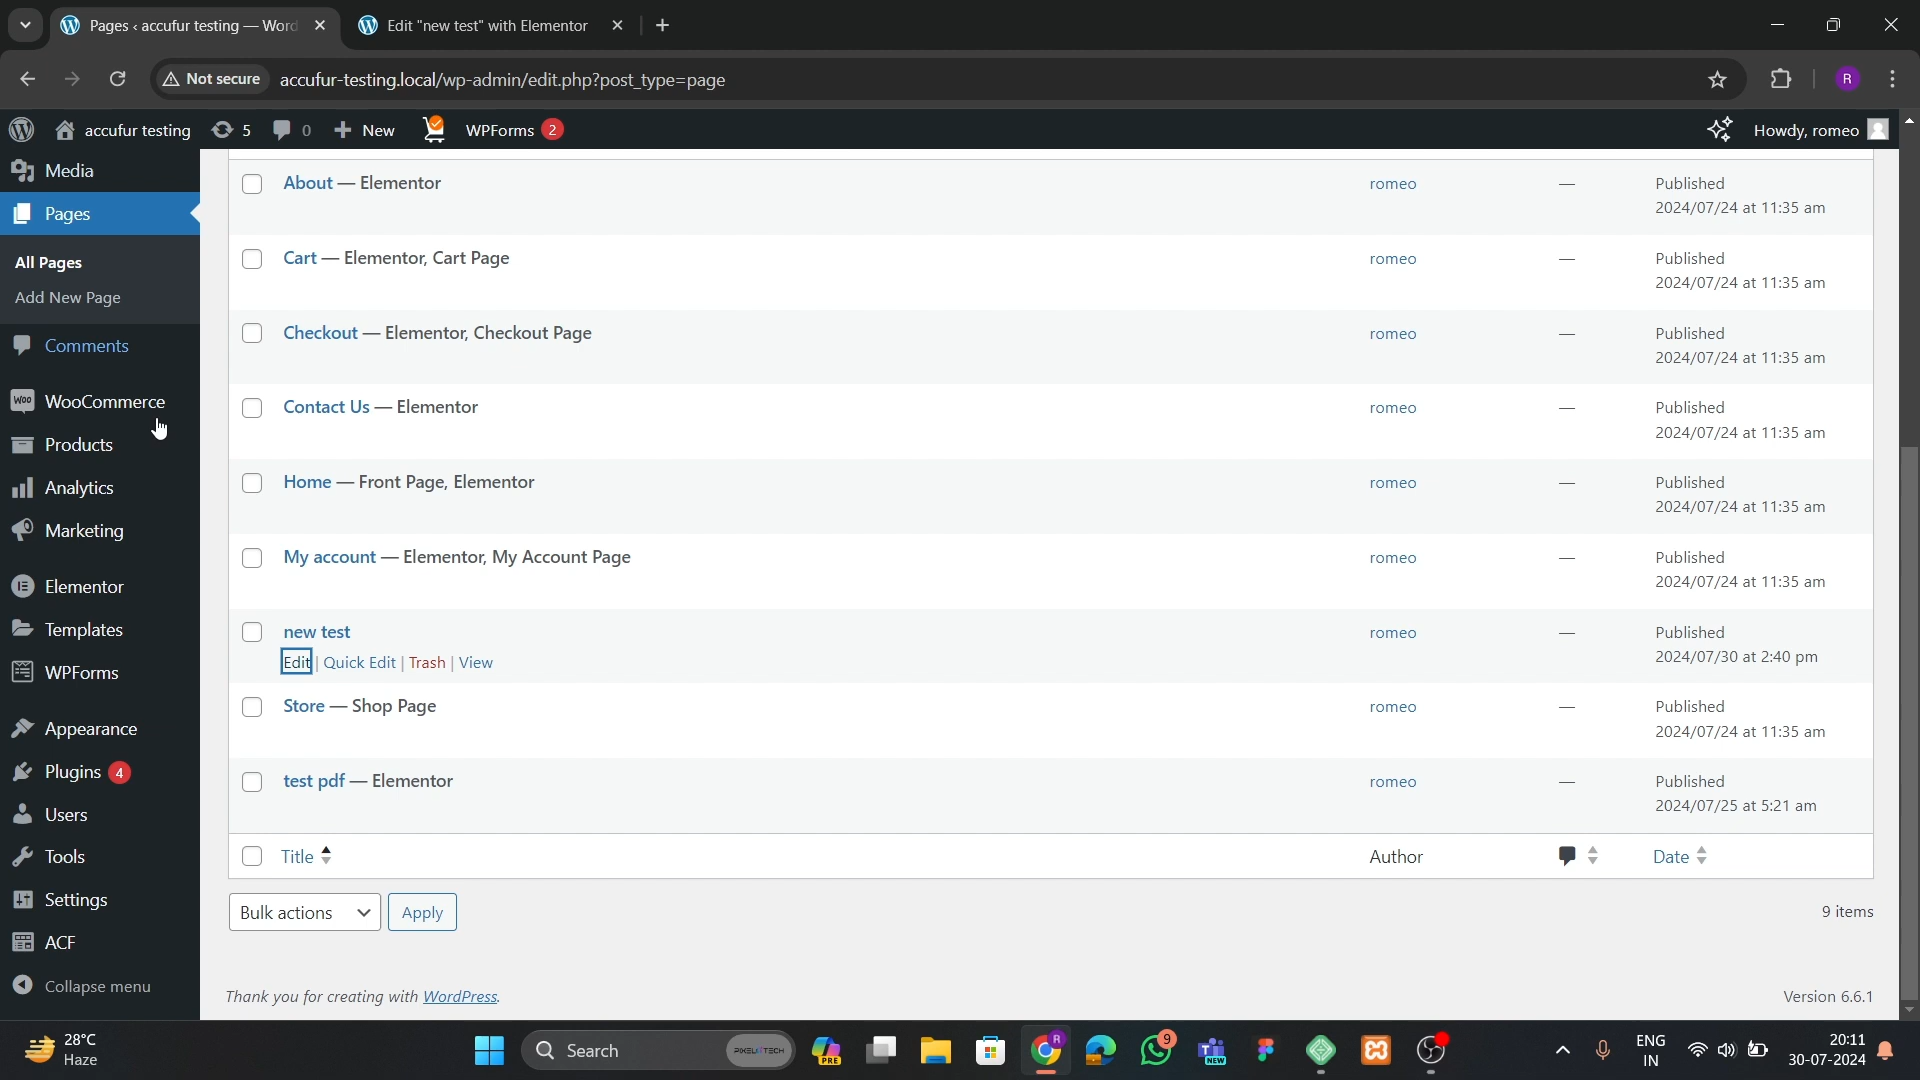 Pages ‹ accufur testing — Word
Edit "new test" with Elementor
Not secure
accufur-testing.local/wp-admin/edit.php?post_type=page
R
accufur testing
5
0
New
WPForms 2
Howdy, romeo
Media
Pages
All Pages
Add New Page
Comments
WooCommerce
Products
Analytics
Marketing
Elementor
Templates
WPForms
Appearance
Plugins 4
Users
Tools
Settings
ACF
Collapse menu
About — Elementor
romeo
—
Published
2024/07/24 at 11:35 am
Cart — Elementor, Cart Page
romeo
—
Published
2024/07/24 at 11:35 am
Checkout — Elementor, Checkout Page
romeo
—
Published
2024/07/24 at 11:35 am
Contact Us — Elementor
romeo
—
Published
2024/07/24 at 11:35 am
Home — Front Page, Elementor
romeo
—
Published
2024/07/24 at 11:35 am
My account — Elementor, My Account Page
romeo
—
Published
2024/07/24 at 11:35 am
new test
Edit | Quick Edit | Trash | View
romeo
—
Published
2024/07/30 at 2:40 pm
Store — Shop Page
romeo
—
Published
2024/07/24 at 11:35 am
test pdf — Elementor
romeo
—
Published
2024/07/25 at 5:21 am
Title
Author
Date
Bulk actions
Apply
9 items
Thank you for creating with WordPress.
Version 6.6.1
28°C
Haze
Search
PRE
9
NEW
ENG
IN
20:11
30-07-2024